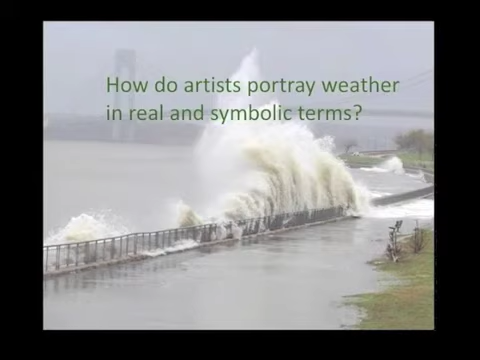 How do artists portray weather
in real and symbolic terms?